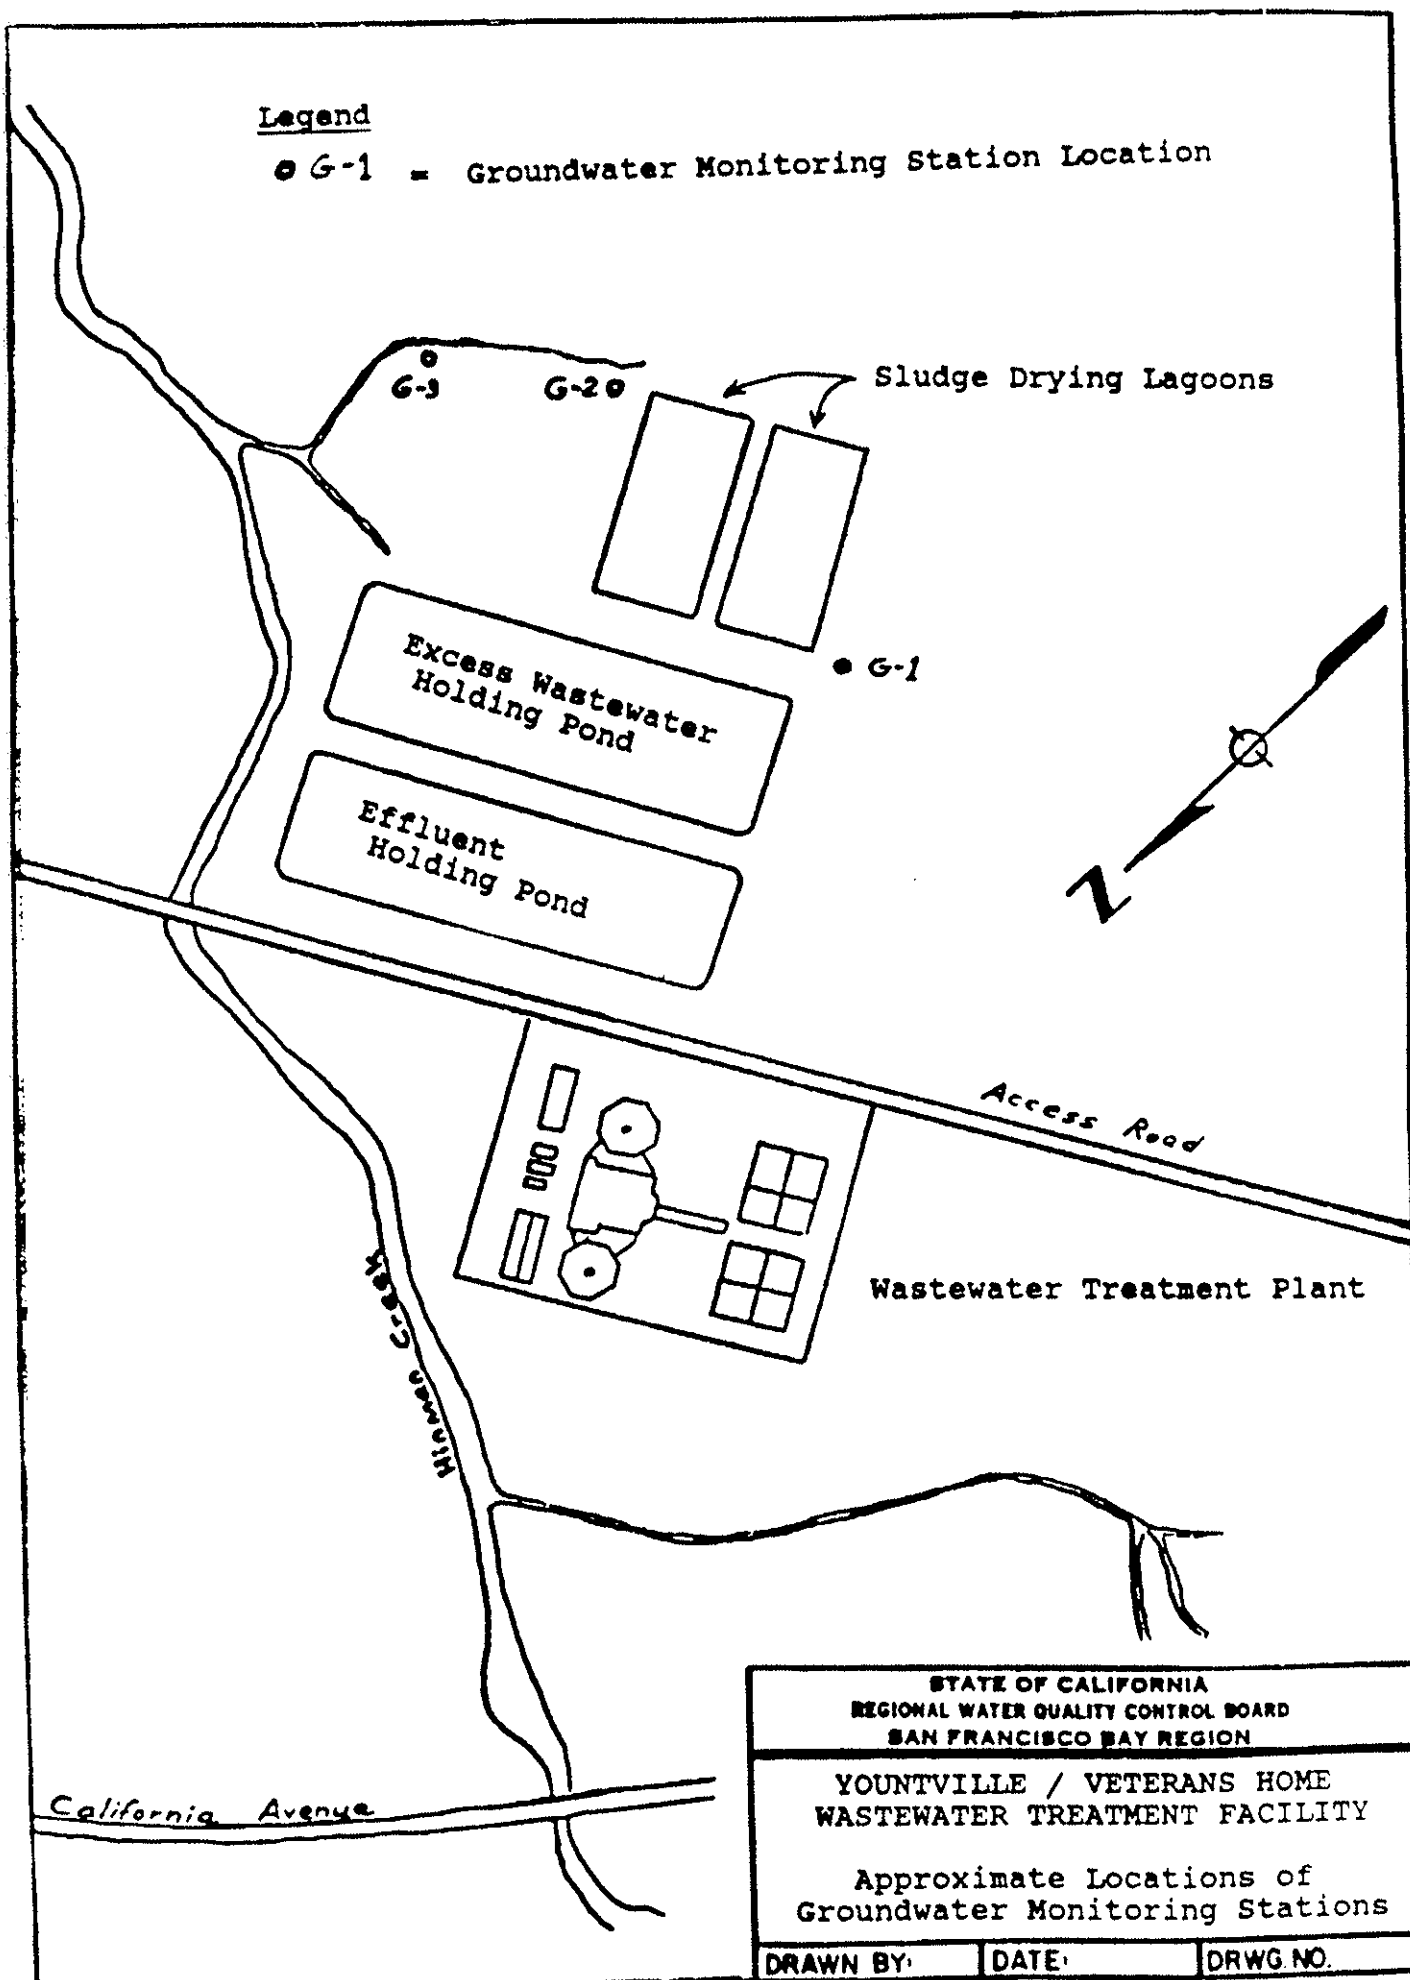 Legend
G-1 = Groundwater Monitoring Station Location
G-3
G-2
Sludge Drying Lagoons
Excess Wastewater
Holding Pond
G-1
Effluent
Holding Pond
N
Access Road
Wastewater Treatment Plant
Hinman Creek
California Avenue
STATE OF CALIFORNIA
REGIONAL WATER QUALITY CONTROL BOARD
SAN FRANCISCO BAY REGION
YOUNTVILLE / VETERANS HOME
WASTEWATER TREATMENT FACILITY
Approximate Locations of
Groundwater Monitoring Stations
DRAWN BY: DATE: DRWG. NO.